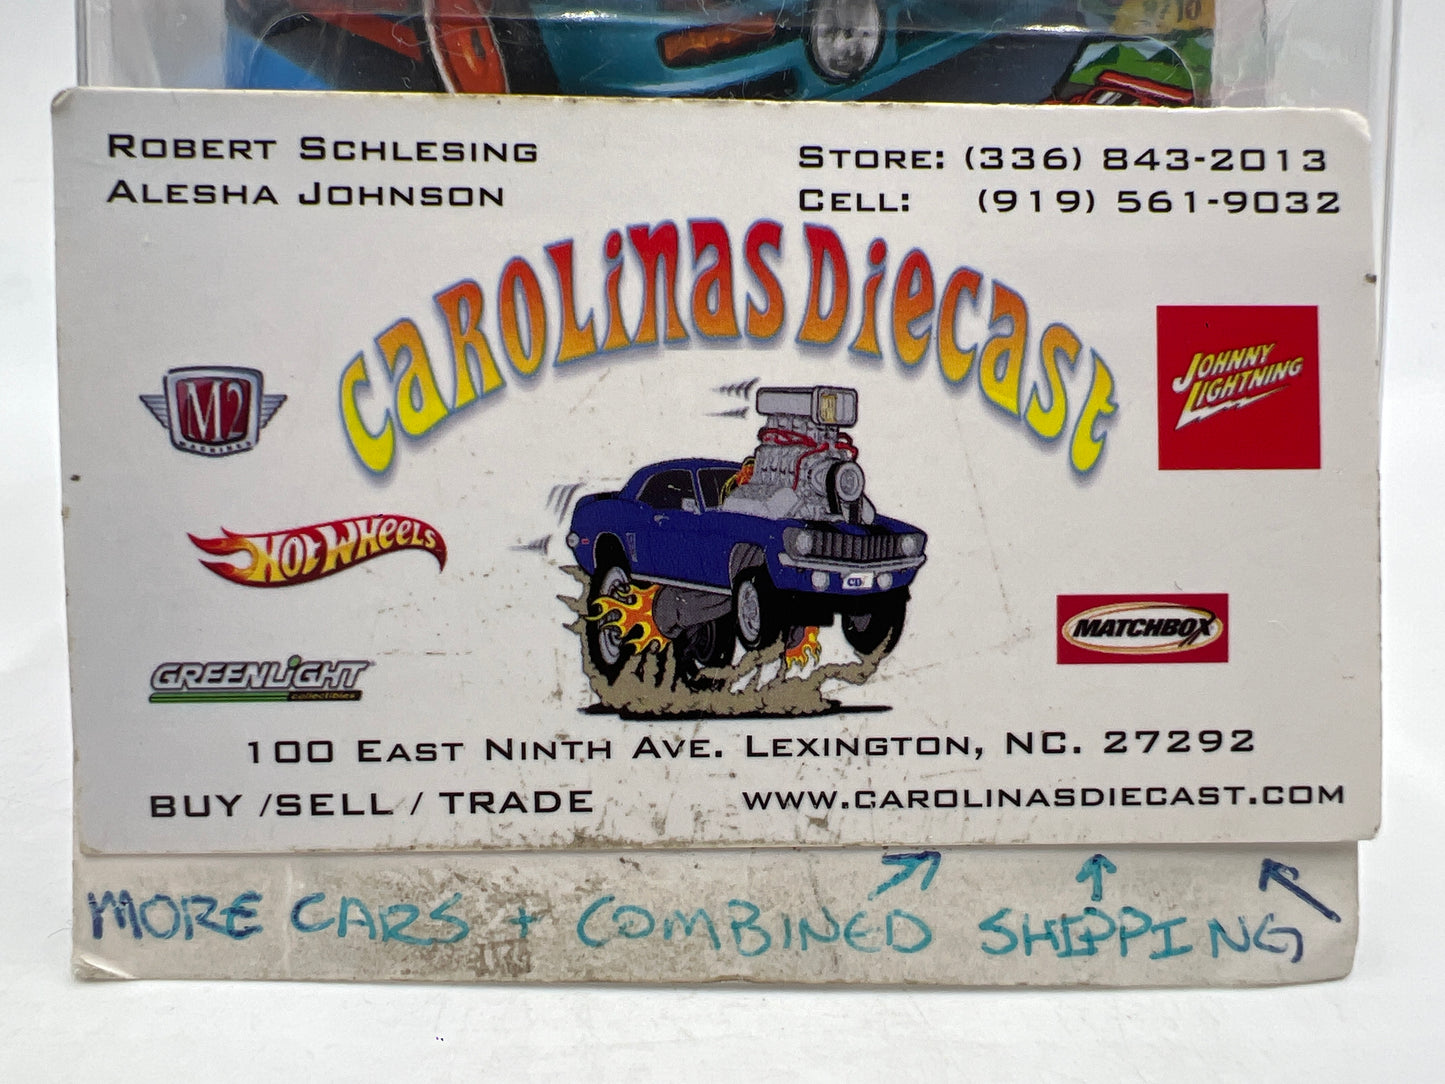 Robert Schlesing
Alesha Johnson
Store: (336) 843-2013
Cell: (919) 561-9032
Carolinas Diecast
M2
MACHINES
Johnny
Lightning
Hot Wheels
MATCHBOX
GREENLiGHT
collectibles
100 East Ninth Ave. Lexington, NC. 27292
BUY /SELL / TRADE
www.carolinasdiecast.com
MORE CARS + COMBINED SHIPPING